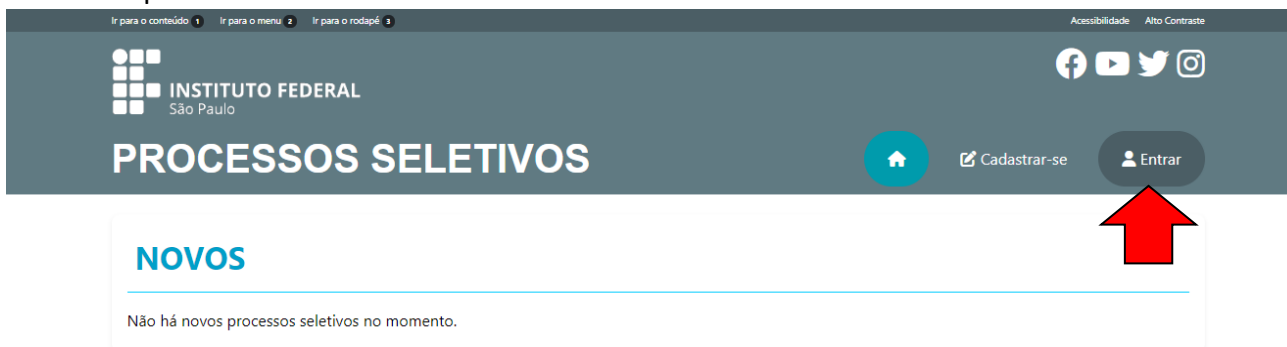 Ir para o conteúdo 1 Ir para o menu 2 Ir para o rodapé 3 Acessibilidade Alto Contraste
INSTITUTO FEDERAL
São Paulo
PROCESSOS SELETIVOS Cadastrar-se Entrar
NOVOS
Não há novos processos seletivos no momento.